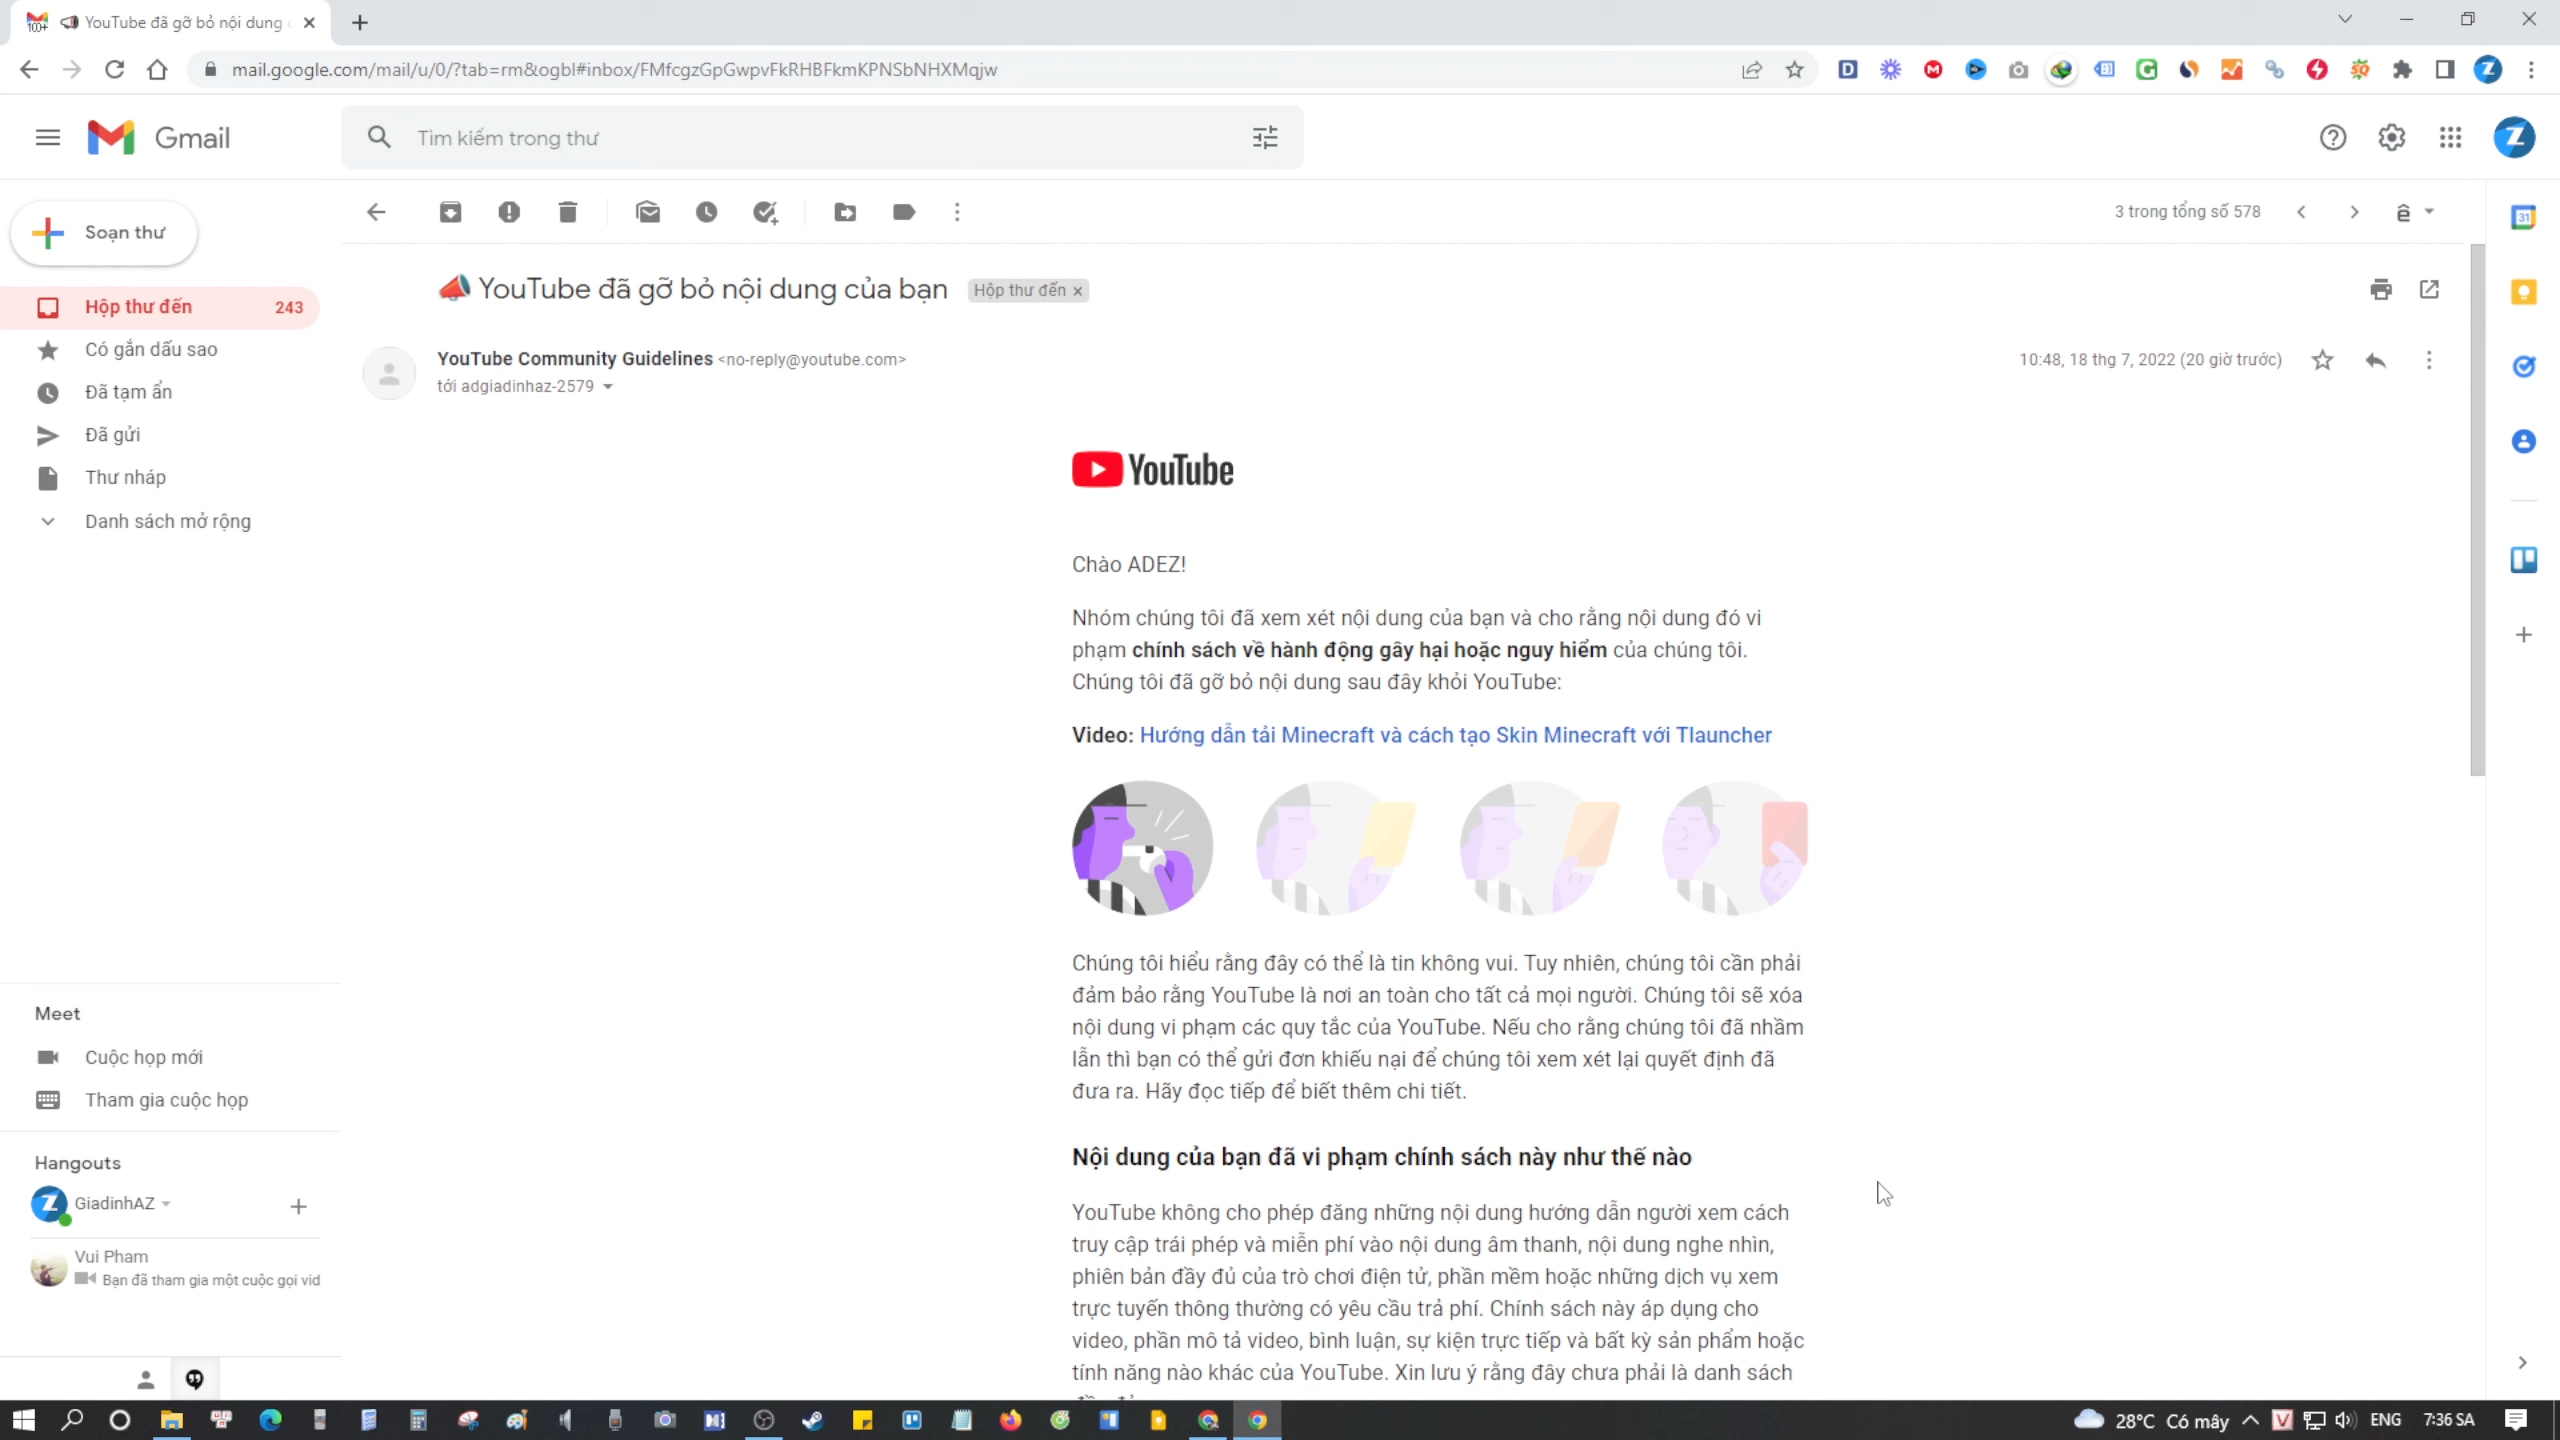 100+ YouTube đã gỡ bỏ nội dung
mail.google.com/mail/u/0/?tab=rm&ogbl#inbox/FMfcgzGpGwpvFkRHBFkmKPNSbNHXMqjw
Gmail
Tìm kiếm trong thư
Soạn thư
3 trong tổng số 578
Hộp thư đến 243
Có gắn dấu sao
Đã tạm ẩn
Đã gửi
Thư nháp
Danh sách mở rộng
YouTube đã gỡ bỏ nội dung của bạn Hộp thư đến x
YouTube Community Guidelines <no-reply@youtube.com>
tới adgiadinhaz-2579
10:48, 18 thg 7, 2022 (20 giờ trước)
YouTube
Chào ADEZ!
Nhóm chúng tôi đã xem xét nội dung của bạn và cho rằng nội dung đó vi
phạm chính sách về hành động gây hại hoặc nguy hiểm của chúng tôi.
Chúng tôi đã gỡ bỏ nội dung sau đây khỏi YouTube:
Video: Hướng dẫn tải Minecraft và cách tạo Skin Minecraft với Tlauncher
Chúng tôi hiểu rằng đây có thể là tin không vui. Tuy nhiên, chúng tôi cần phải
đảm bảo rằng YouTube là nơi an toàn cho tất cả mọi người. Chúng tôi sẽ xóa
nội dung vi phạm các quy tắc của YouTube. Nếu cho rằng chúng tôi đã nhầm
lẫn thì bạn có thể gửi đơn khiếu nại để chúng tôi xem xét lại quyết định đã
đưa ra. Hãy đọc tiếp để biết thêm chi tiết.
Nội dung của bạn đã vi phạm chính sách này như thế nào
YouTube không cho phép đăng những nội dung hướng dẫn người xem cách
truy cập trái phép và miễn phí vào nội dung âm thanh, nội dung nghe nhìn,
phiên bản đầy đủ của trò chơi điện tử, phần mềm hoặc những dịch vụ xem
trực tuyến thông thường có yêu cầu trả phí. Chính sách này áp dụng cho
video, phần mô tả video, bình luận, sự kiện trực tiếp và bất kỳ sản phẩm hoặc
tính năng nào khác của YouTube. Xin lưu ý rằng đây chưa phải là danh sách
Meet
Cuộc họp mới
Tham gia cuộc họp
Hangouts
GiadinhAZ
Vui Pham
Bạn đã tham gia một cuộc gọi vid
28°C Có mây ENG 7:36 SA